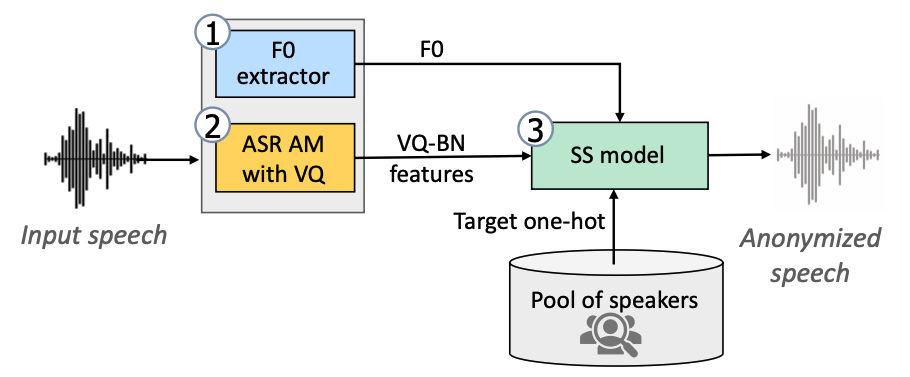 1
F0
extractor
F0
2
ASR AM
with VQ
VQ-BN
features
3
SS model
Input speech
Target one-hot
Anonymized
speech
Pool of speakers